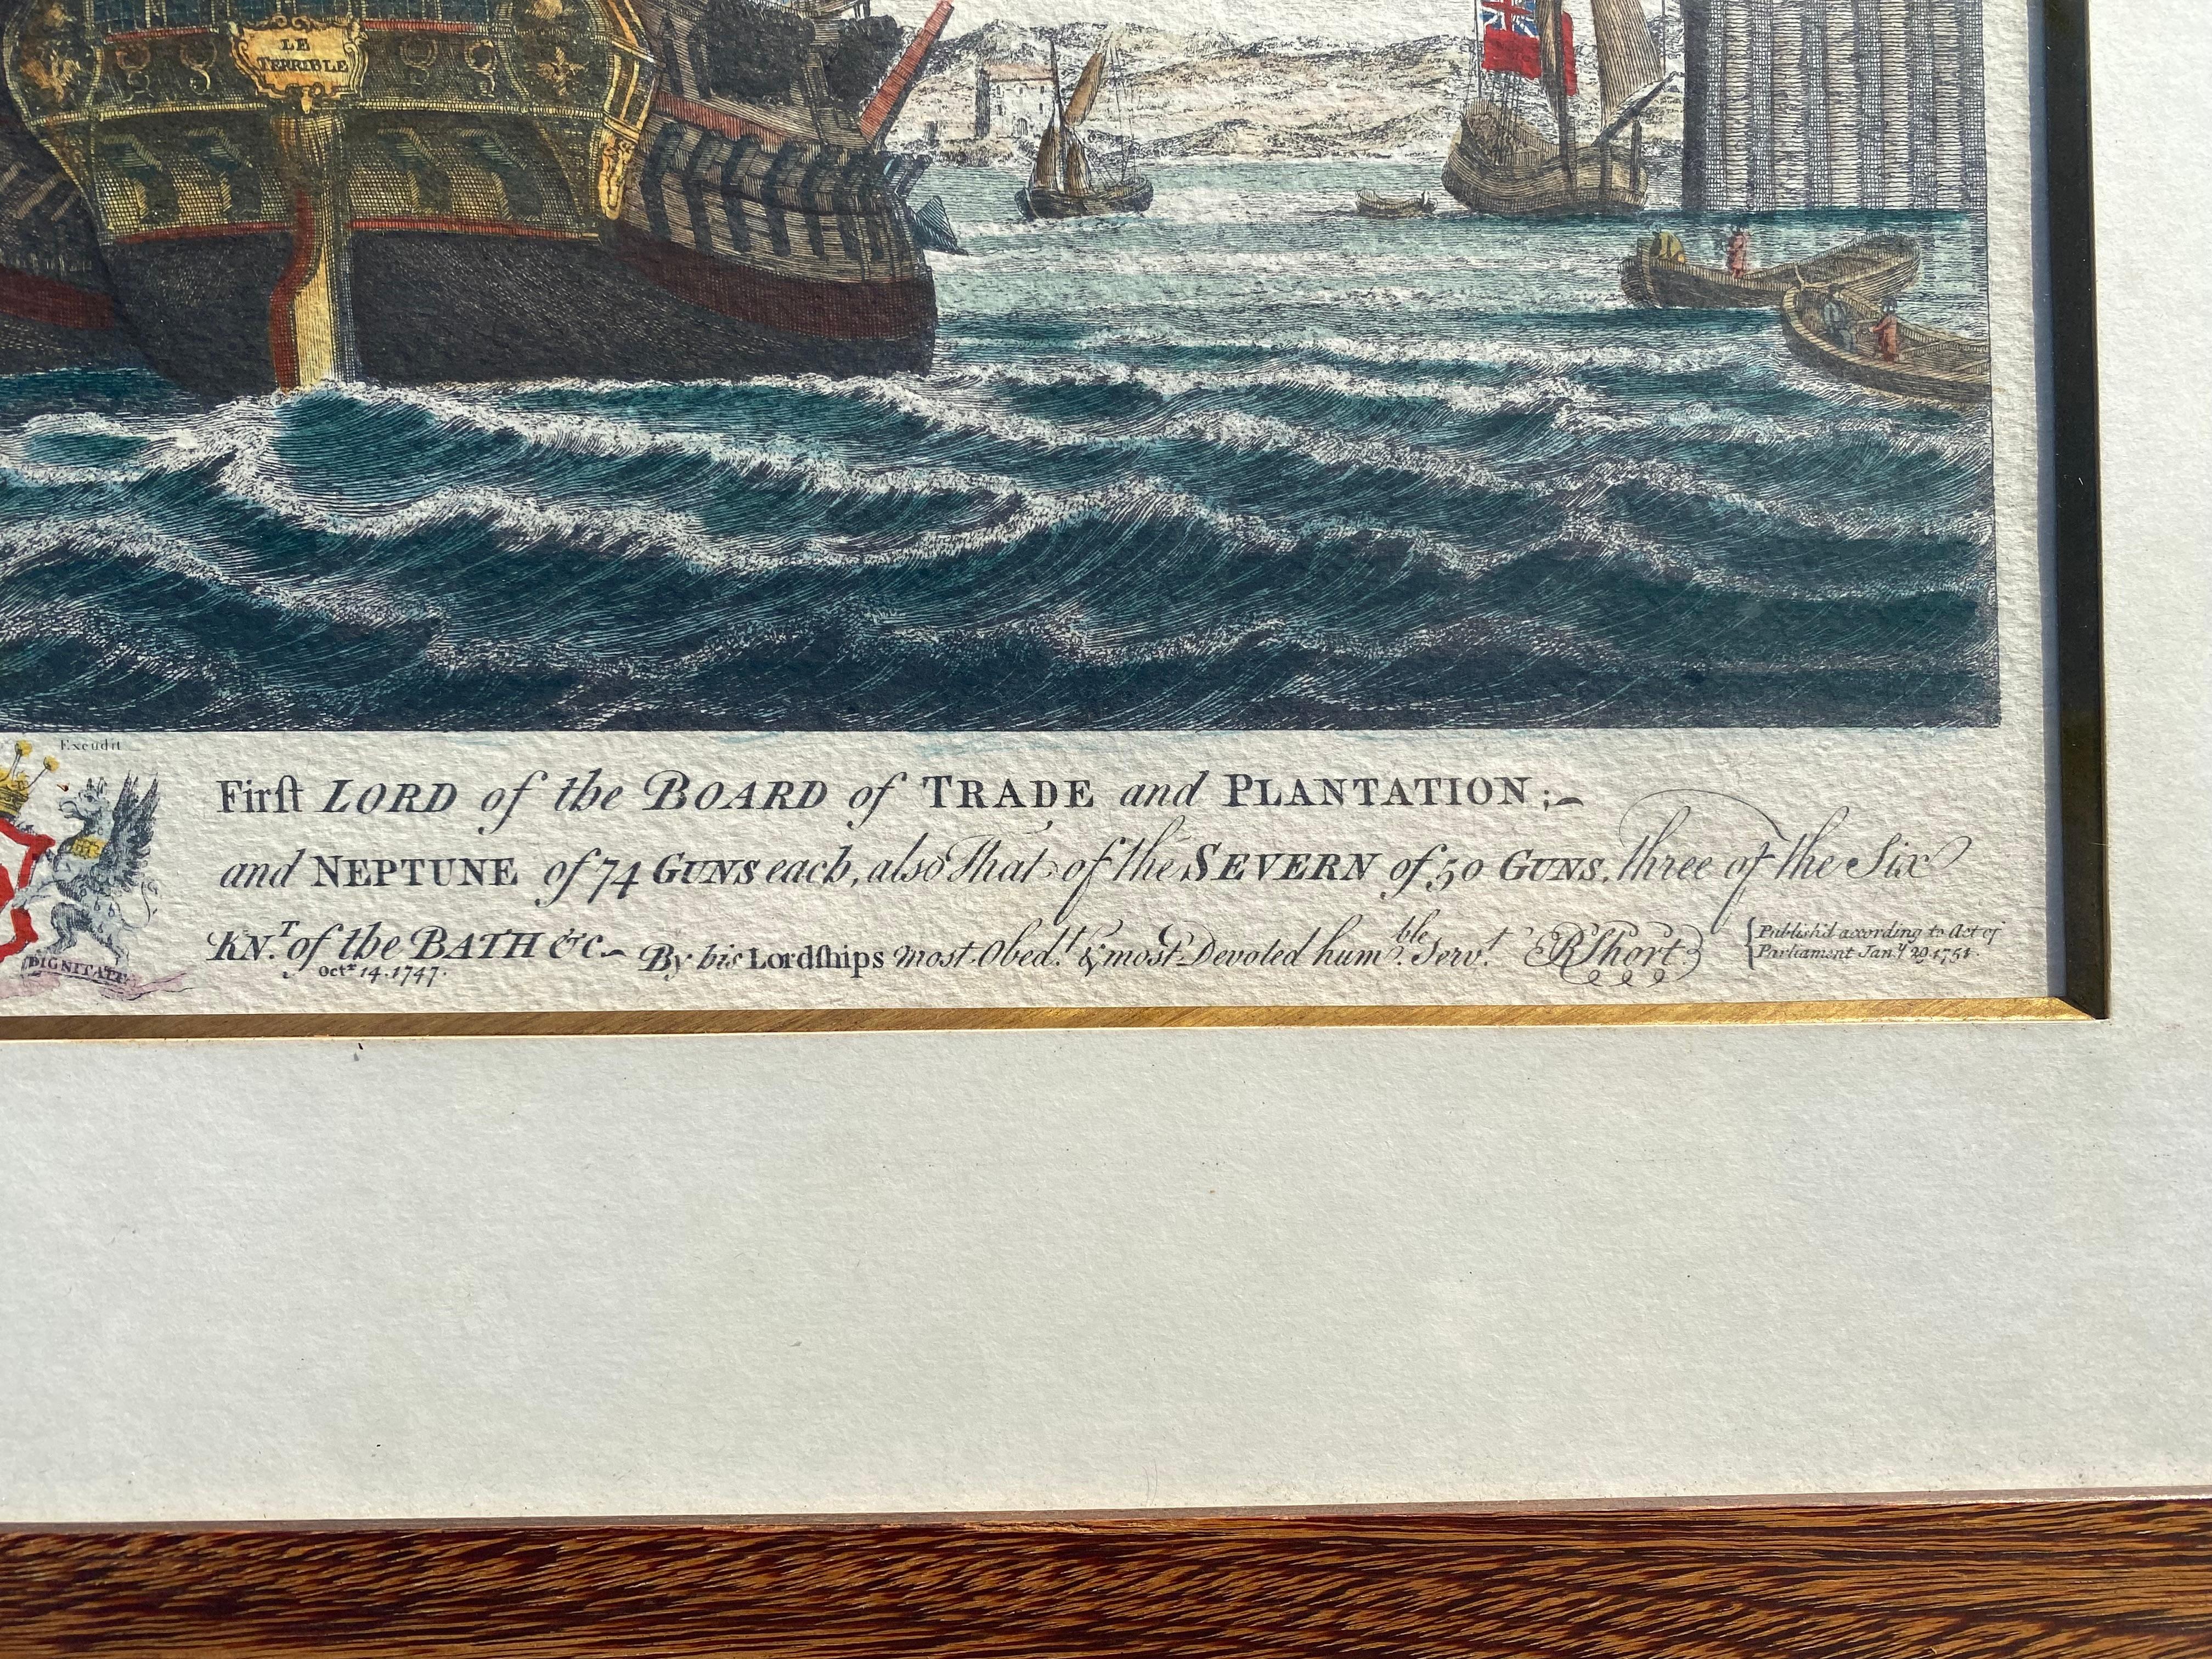 LE
TERRIBLE
Excudit
Firſt LORD of the BOARD of TRADE and PLANTATION;~
and NEPTUNE of 74 GUNS each, also That of the SEVERN of 50 GUNS, three of the Six
KN.T of the BATH &c~ By his Lordſhips most Obed.t & most Devoted hum.ble Serv.t RShort
Octr 14. 1747.
{Publish'd according to Act of
Parliament Jan.y 29. 1751.
DIGNITATE